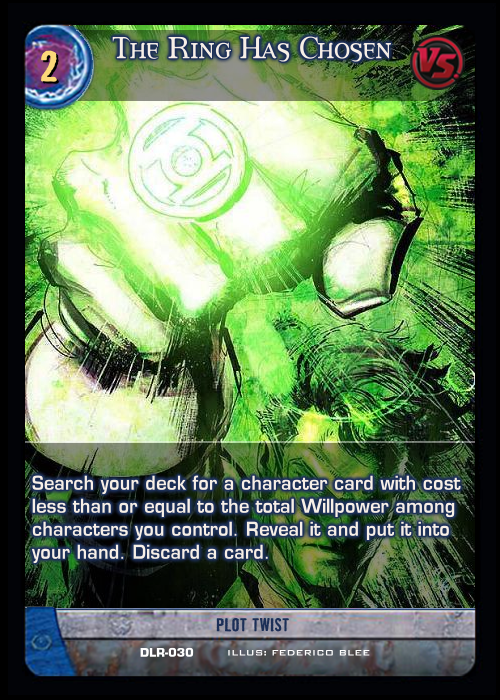 2
The Ring Has Chosen
VS
Search your deck for a character card with cost
less than or equal to the total Willpower among
characters you control. Reveal it and put it into
your hand. Discard a card.
PLOT TWIST
DLR-030 ILLUS: FEDERICO BLEE